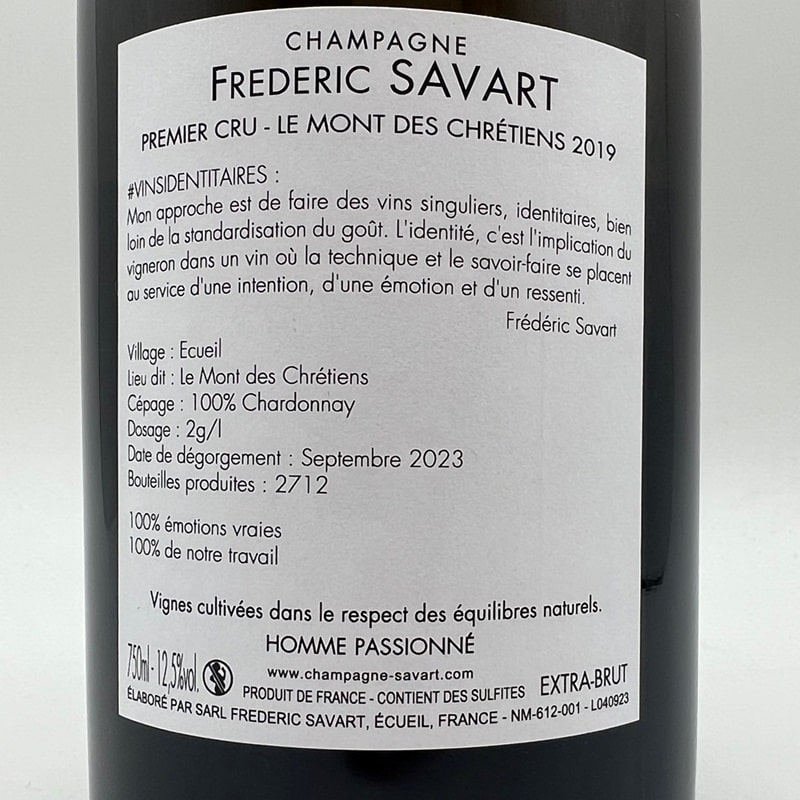 CHAMPAGNE
FREDERIC SAVART
PREMIER CRU - LE MONT DES CHRÉTIENS 2019
#VINSIDENTITAIRES :
Mon approche est de faire des vins singuliers, identitaires, bien
loin de la standardisation du goût. L'identité, c'est l'implication du
vigneron dans un vin où la technique et le savoir-faire se placent
au service d'une intention, d'une émotion et d'un ressenti.
Frédéric Savart
Village : Ecueil
Lieu dit : Le Mont des Chrétiens
Cépage : 100% Chardonnay
Dosage : 2g/l
Date de dégorgement : Septembre 2023
Bouteilles produites : 2712
100% émotions vraies
100% de notre travail
Vignes cultivées dans le respect des équilibres naturels.
HOMME PASSIONNÉ
750ml - 12,5%vol.
www.champagne-savart.com
PRODUIT DE FRANCE - CONTIENT DES SULFITES
EXTRA-BRUT
ÉLABORÉ PAR SARL FREDERIC SAVART, ÉCUEIL, FRANCE - NM-612-001 - L040923